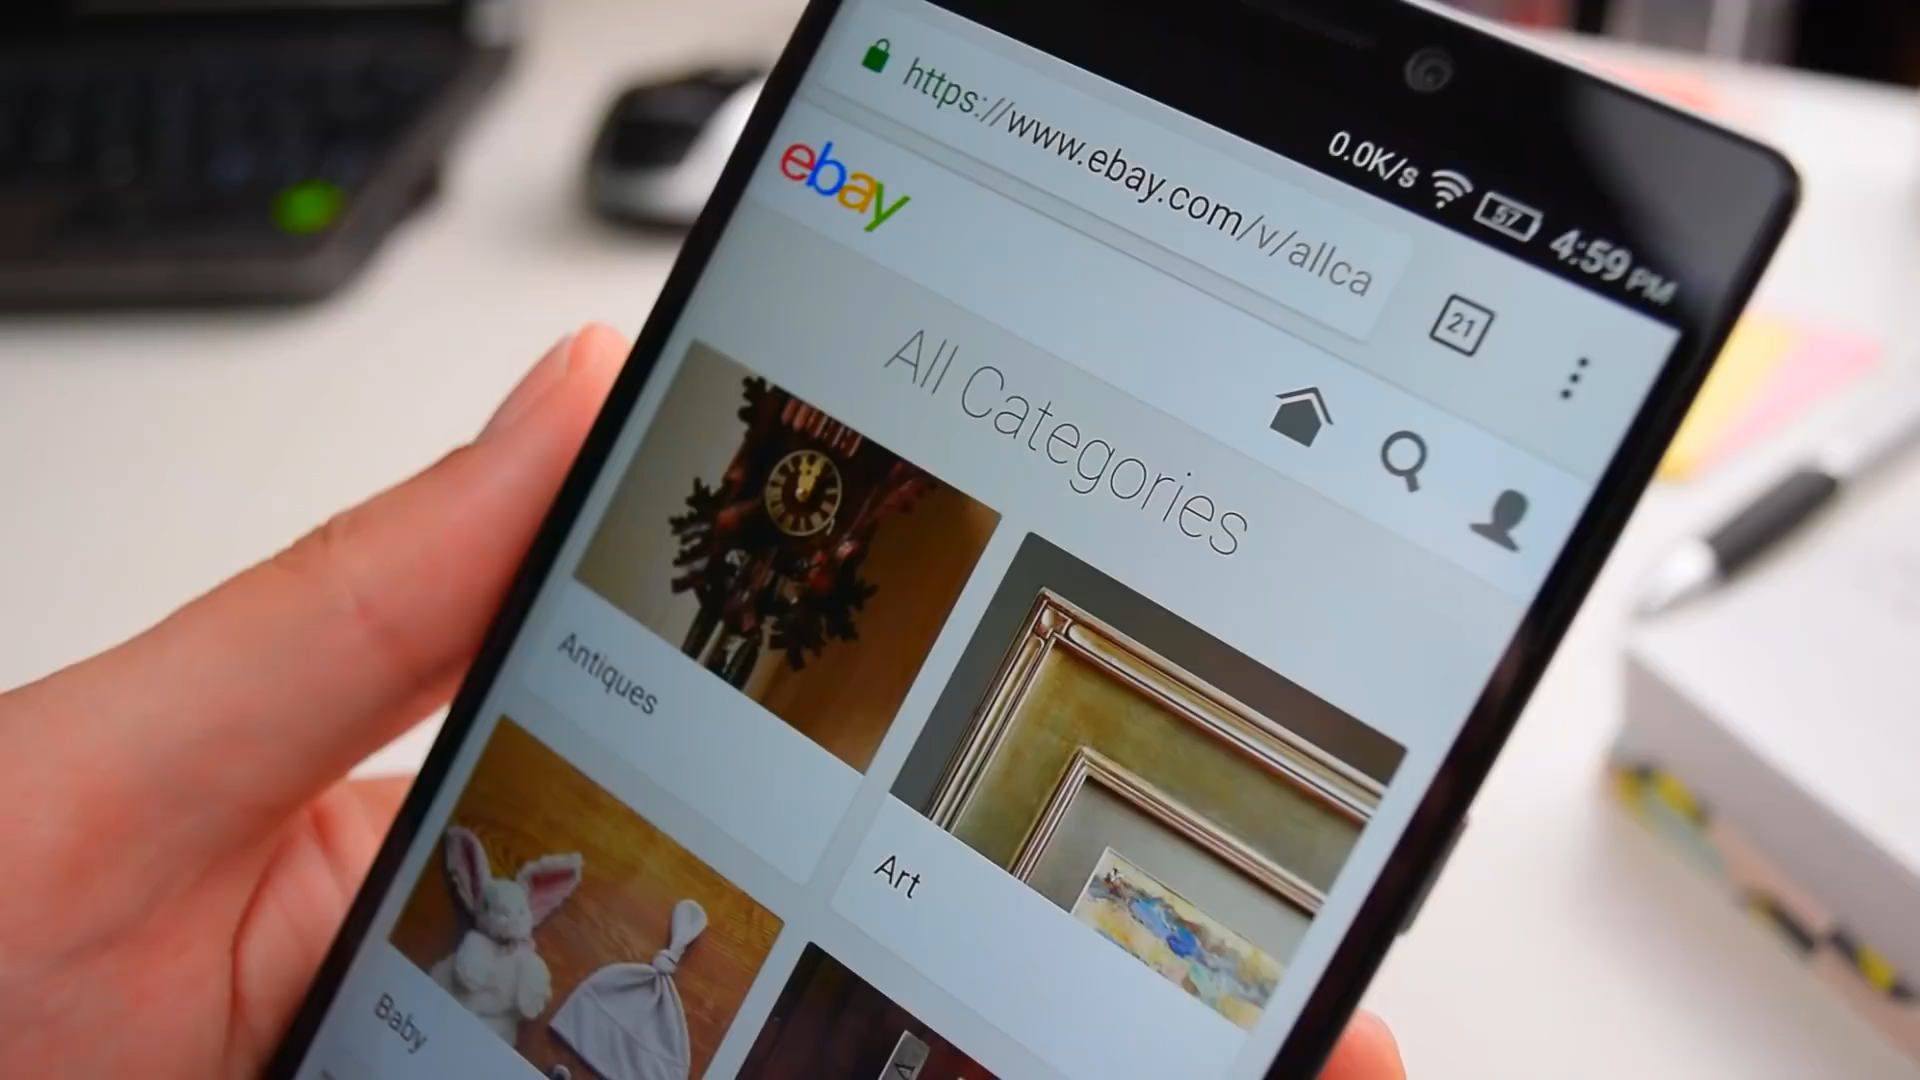 0.0K/s 57 4:59 PM
https://www.ebay.com/v/allca
21
ebay
All Categories
Antiques
Art
Baby